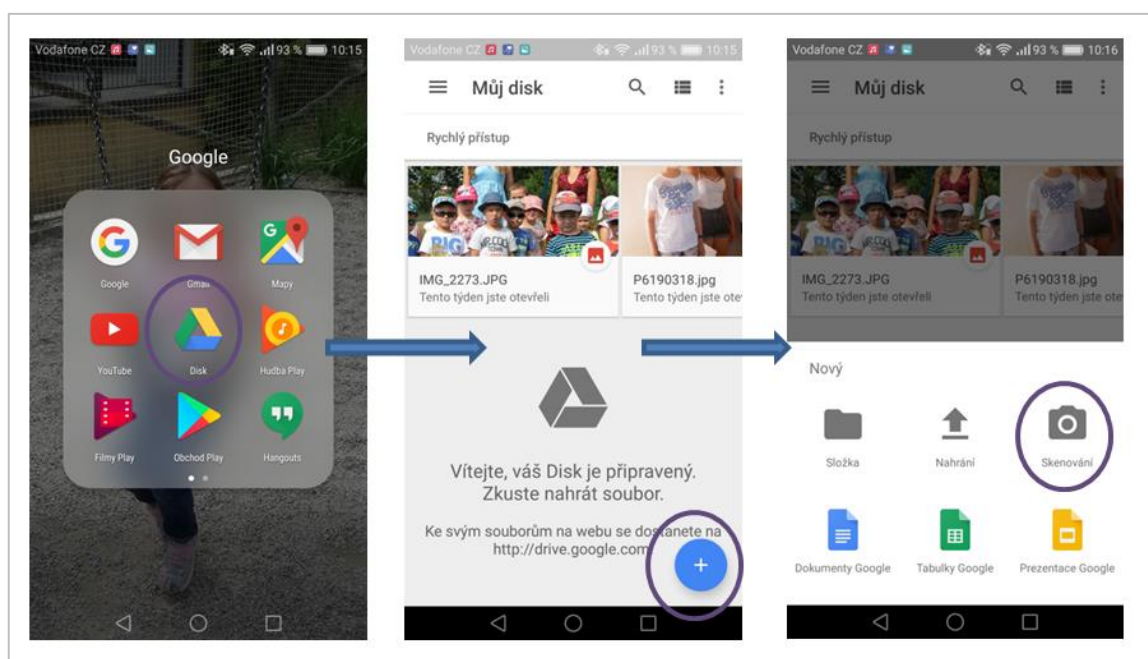 Vodafone CZ 93 % 10:15
Google
Google Gmail Mapy
YouTube Disk Hudba Play
Filmy Play Obchod Play Hangouts
Vodafone CZ 93 % 10:15
Můj disk
Rychlý přístup
BIG
IMG_2273.JPG P6190318.jpg
Tento týden jste otevřeli Tento týden jste otev
Vítejte, váš Disk je připravený.
Zkuste nahrát soubor.
Ke svým souborům na webu se dostanete na
http://drive.google.com
+
Vodafone CZ 93 % 10:16
Můj disk
Rychlý přístup
IMG_2273.JPG P6190318.jpg
Tento týden jste otevřeli Tento týden jste ote
Nový
Složka Nahrání Skenování
Dokumenty Google Tabulky Google Prezentace Google